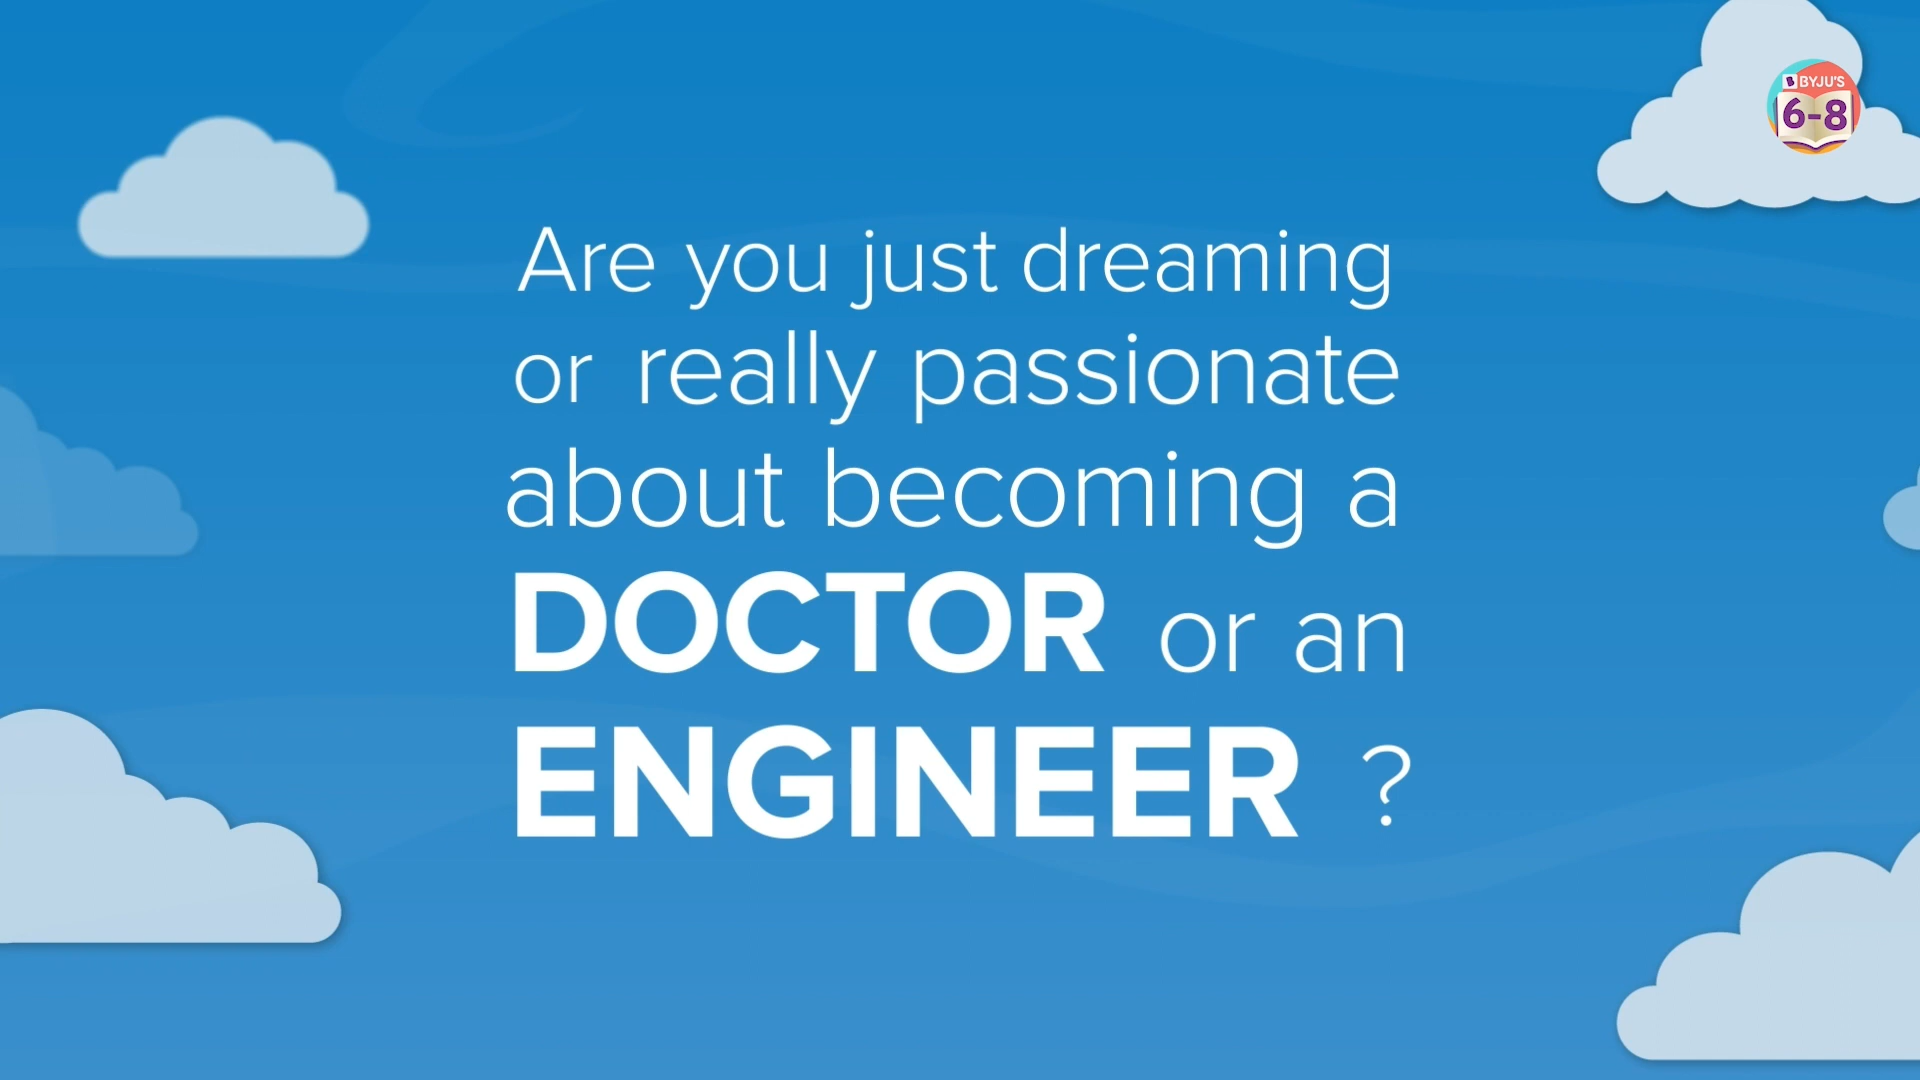 BYJU'S
6-8
Are you just dreaming
or really passionate
about becoming a
DOCTOR or an
ENGINEER ?